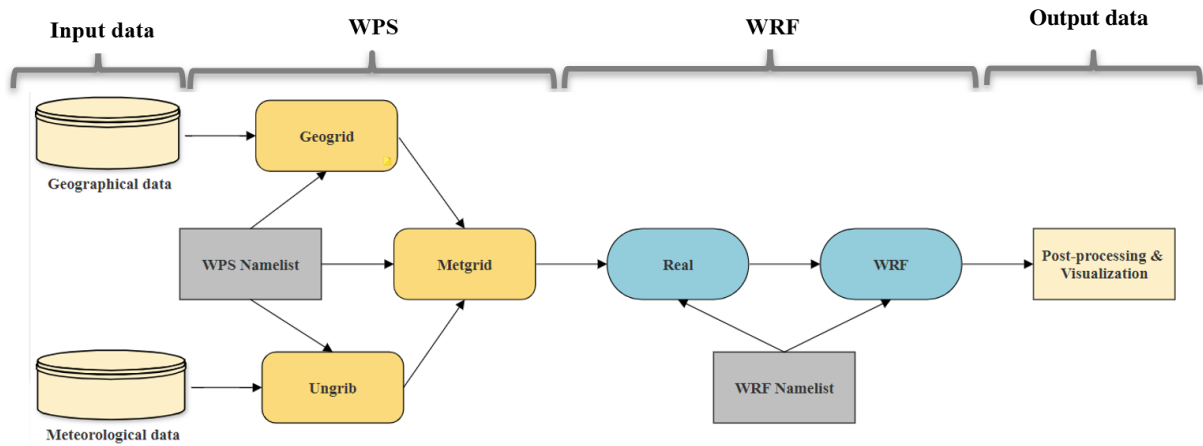 Input data
WPS
WRF
Output data
Geogrid
Geographical data
WPS Namelist
Metgrid
Real
WRF
Post-processing &
Visualization
Ungrib
WRF Namelist
Meteorological data